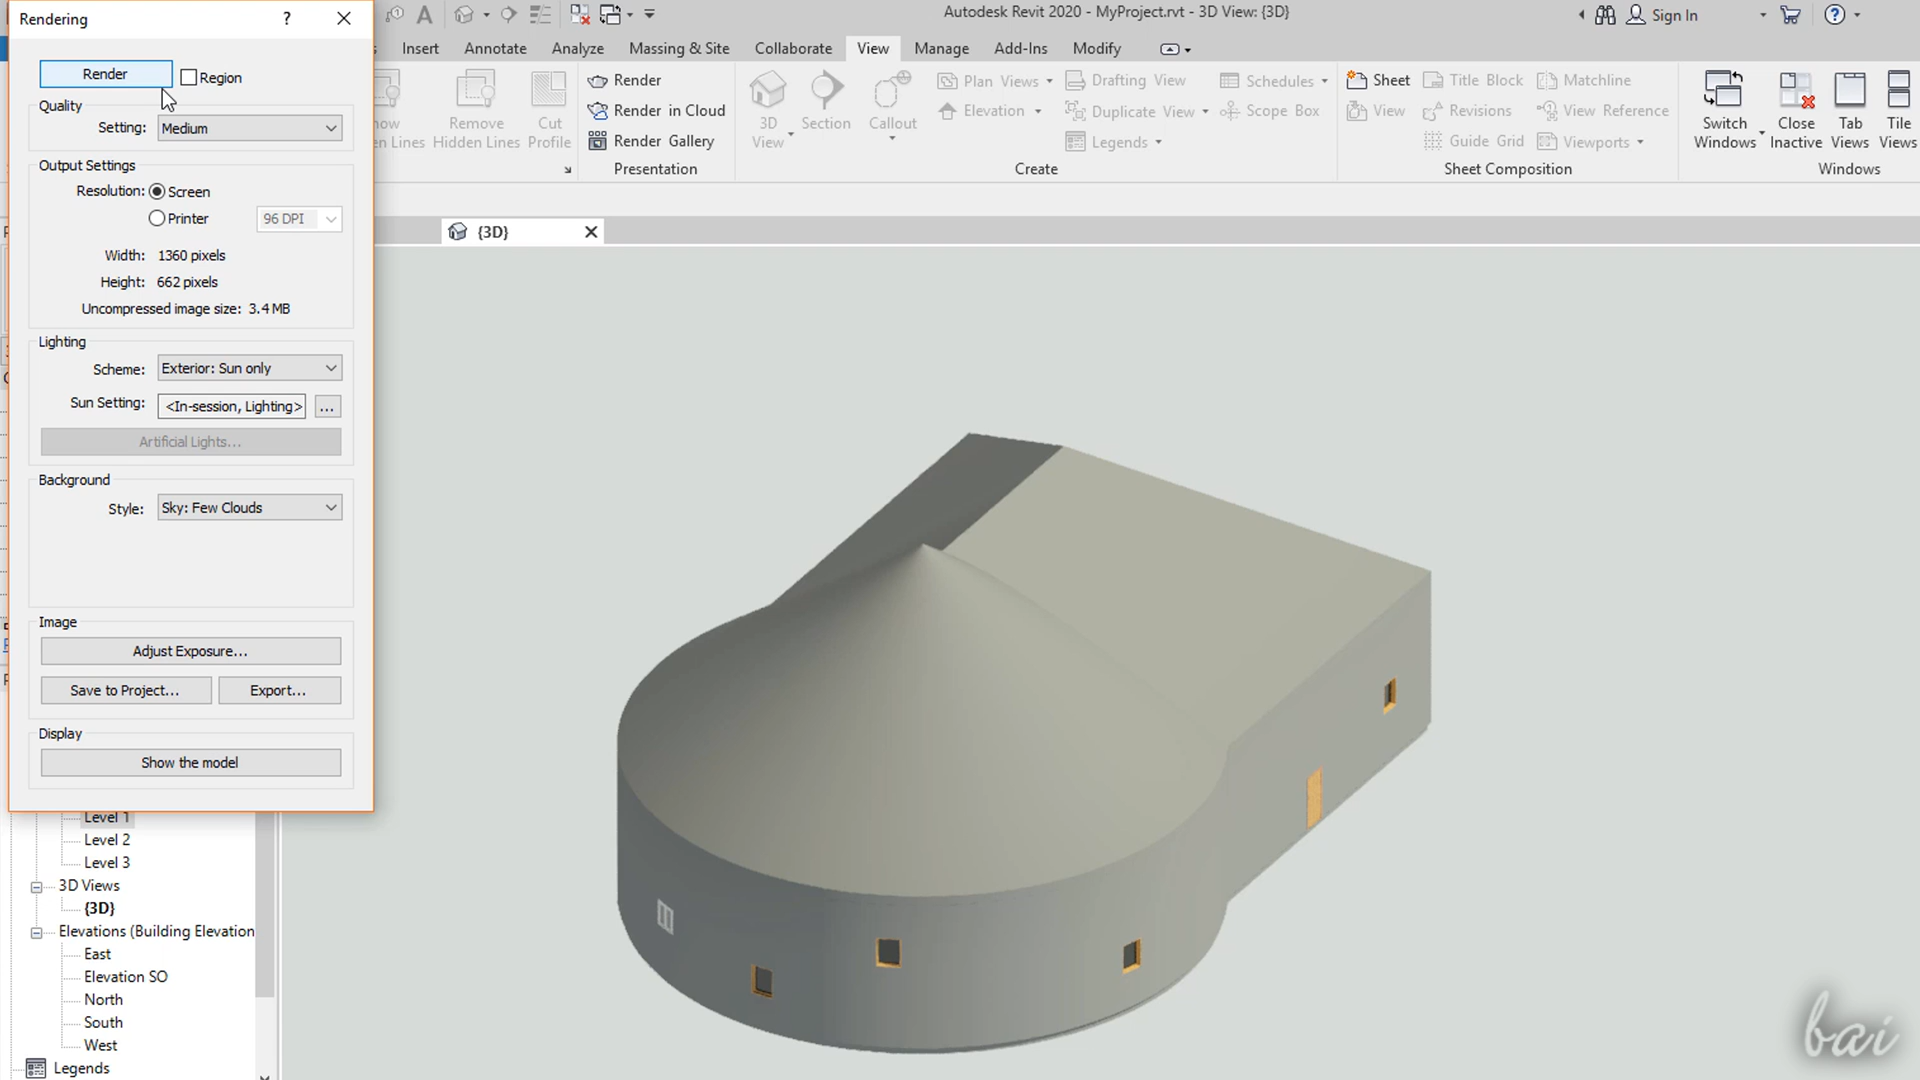 Rendering ? 
Autodesk Revit 2020 - MyProject.rvt - 3D View: {3D}
Sign In
Insert Annotate Analyze Massing & Site Collaborate View Manage Add-Ins Modify
Render Region
Quality
Setting: Medium
Output Settings
Resolution: Screen
Printer 96 DPI
Width: 1360 pixels
Height: 662 pixels
Uncompressed image size: 3.4 MB
Lighting
Scheme: Exterior: Sun only
Sun Setting: <In-session, Lighting> ...
Artificial Lights...
Background
Style: Sky: Few Clouds
Image
Adjust Exposure...
Save to Project... Export...
Display
Show the model
Remove
Hidden Lines
Cut
Profile
Render
Render in Cloud
Render Gallery
Presentation
3D
View
Section
Callout
Plan Views
Elevation
Drafting View
Duplicate View
Legends
Schedules
Scope Box
Create
Sheet
View
Title Block
Revisions
Guide Grid
Matchline
View Reference
Viewports
Sheet Composition
Switch
Windows
Close
Inactive
Tab
Views
Tile
Views
Windows
{3D}
Level 1
Level 2
Level 3
3D Views
{3D}
Elevations (Building Elevation
East
Elevation SO
North
South
West
Legends
bai